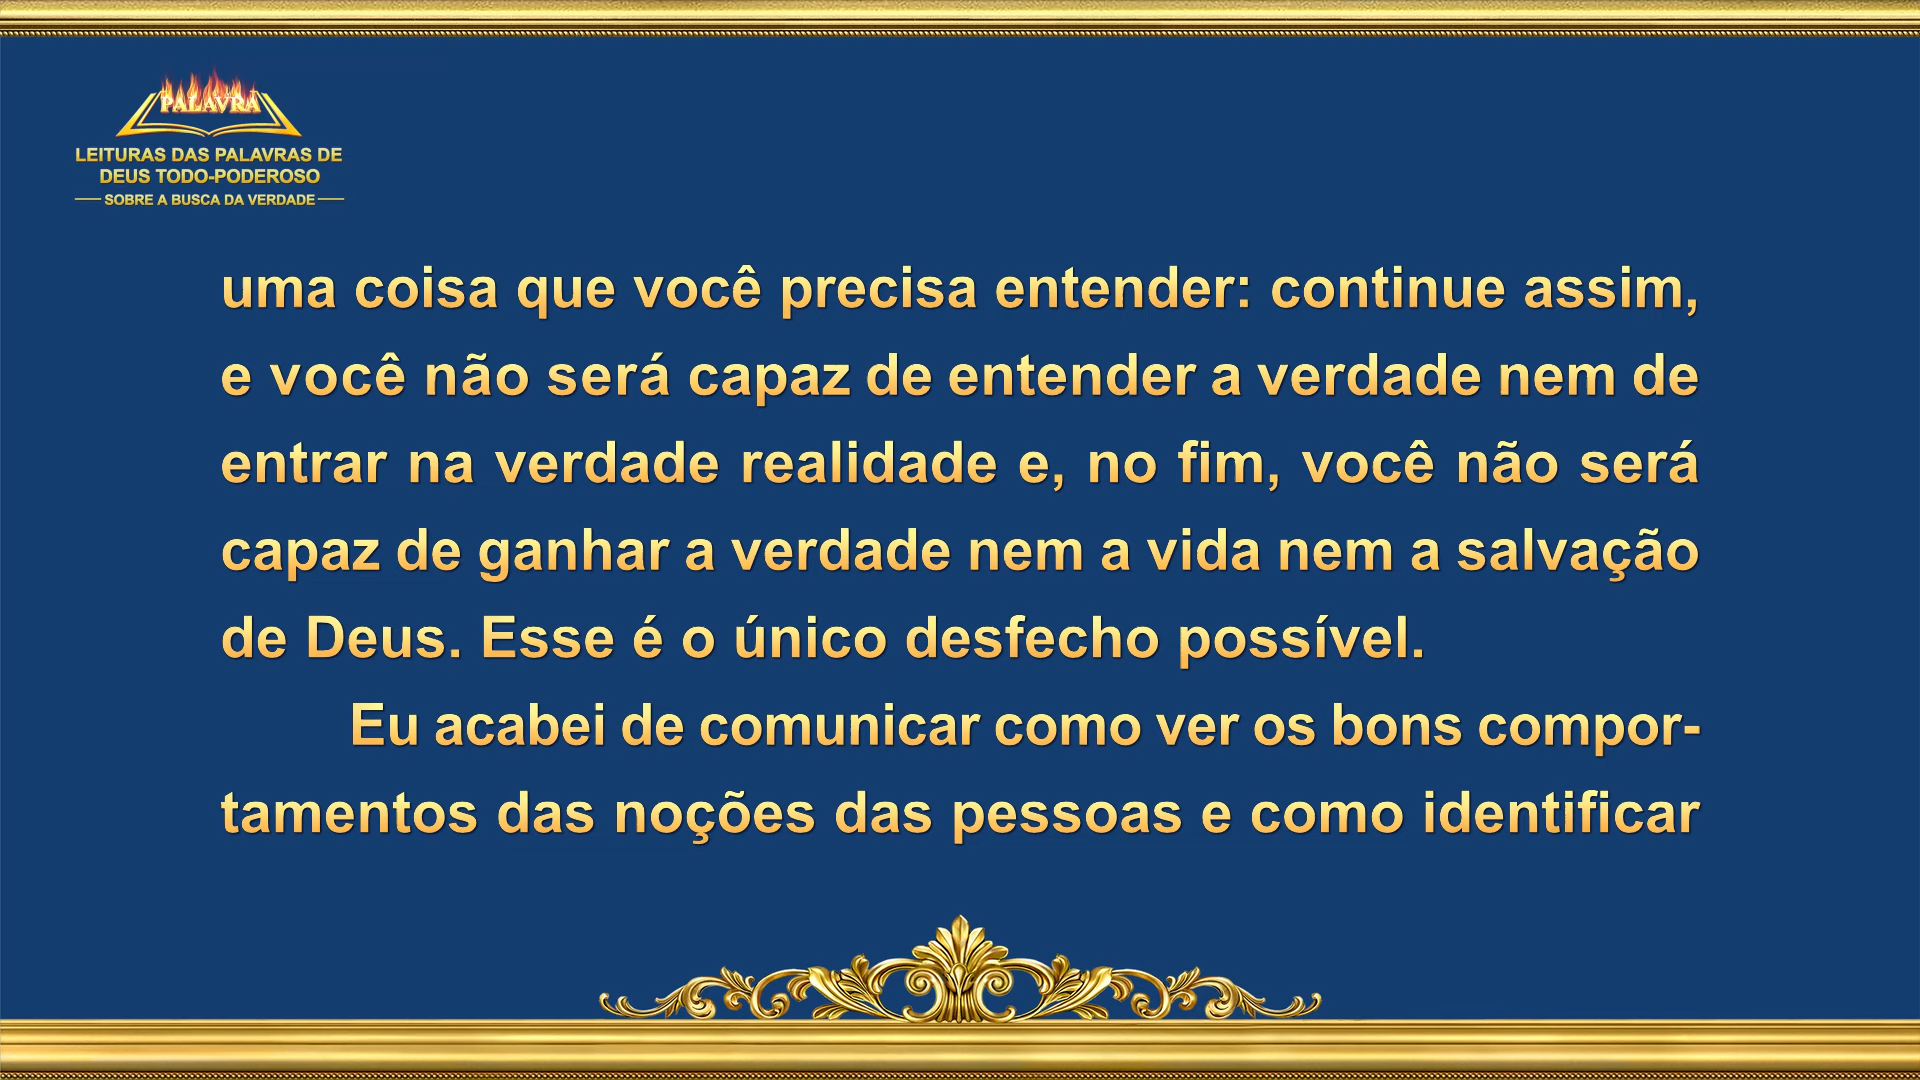 PALAVRA
LEITURAS DAS PALAVRAS DE
DEUS TODO-PODEROSO
SOBRE A BUSCA DA VERDADE
uma coisa que você precisa entender: continue assim,
e você não será capaz de entender a verdade nem de
entrar na verdade realidade e, no fim, você não será
capaz de ganhar a verdade nem a vida nem a salvação
de Deus. Esse é o único desfecho possível.
Eu acabei de comunicar como ver os bons compor-
tamentos das noções das pessoas e como identificar